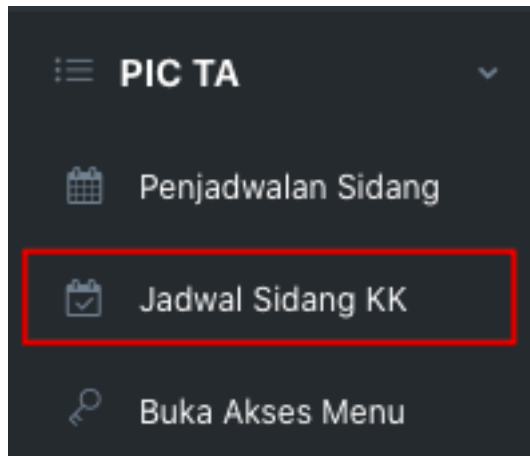 PIC TA
Penjadwalan Sidang
Jadwal Sidang KK
Buka Akses Menu